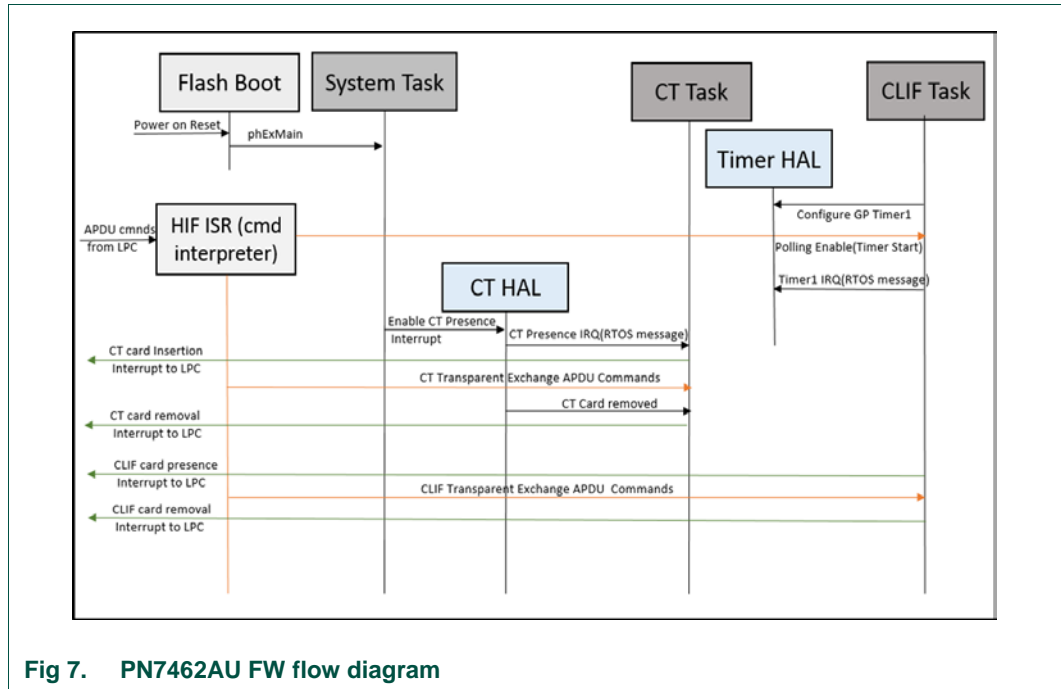 Flash Boot
System Task
CT Task
CLIF Task
Power on Reset
phExMain
Timer HAL
Configure GP Timer1
APDU cmnds
from LPC
HIF ISR (cmd
interpreter)
Polling Enable(Timer Start)
Timer1 IRQ(RTOS message)
CT HAL
Enable CT Presence
Interrupt
CT Presence IRQ(RTOS message)
CT card Insertion
Interrupt to LPC
CT Transparent Exchange APDU Commands
CT Card removed
CT card removal
Interrupt to LPC
CLIF card presence
Interrupt to LPC
CLIF Transparent Exchange APDU Commands
CLIF card removal
Interrupt to LPC
Fig 7. PN7462AU FW flow diagram